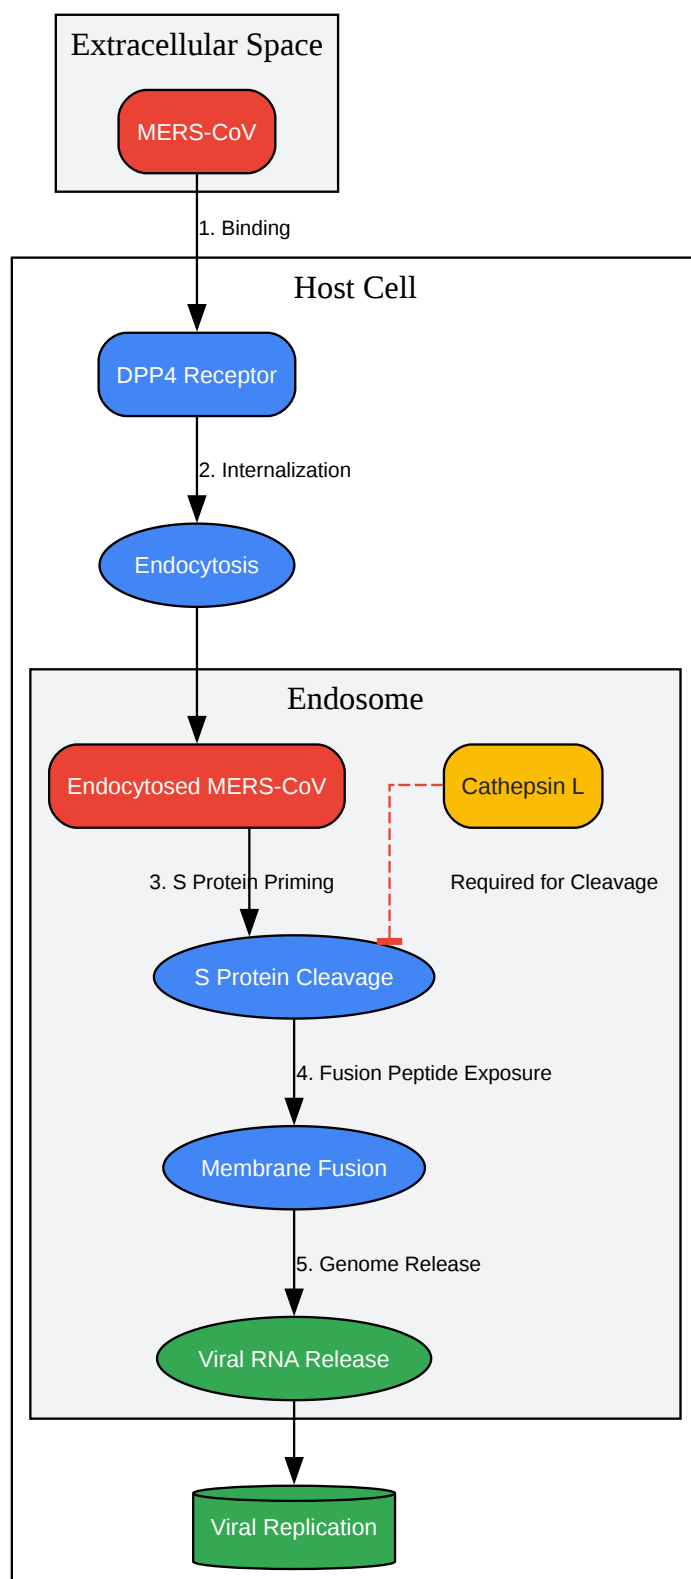 Extracellular Space
MERS-CoV
1. Binding
Host Cell
DPP4 Receptor
2. Internalization
Endocytosis
Endosome
Endocytosed MERS-CoV
Cathepsin L
3. S Protein Priming
Required for Cleavage
S Protein Cleavage
4. Fusion Peptide Exposure
Membrane Fusion
5. Genome Release
Viral RNA Release
Viral Replication